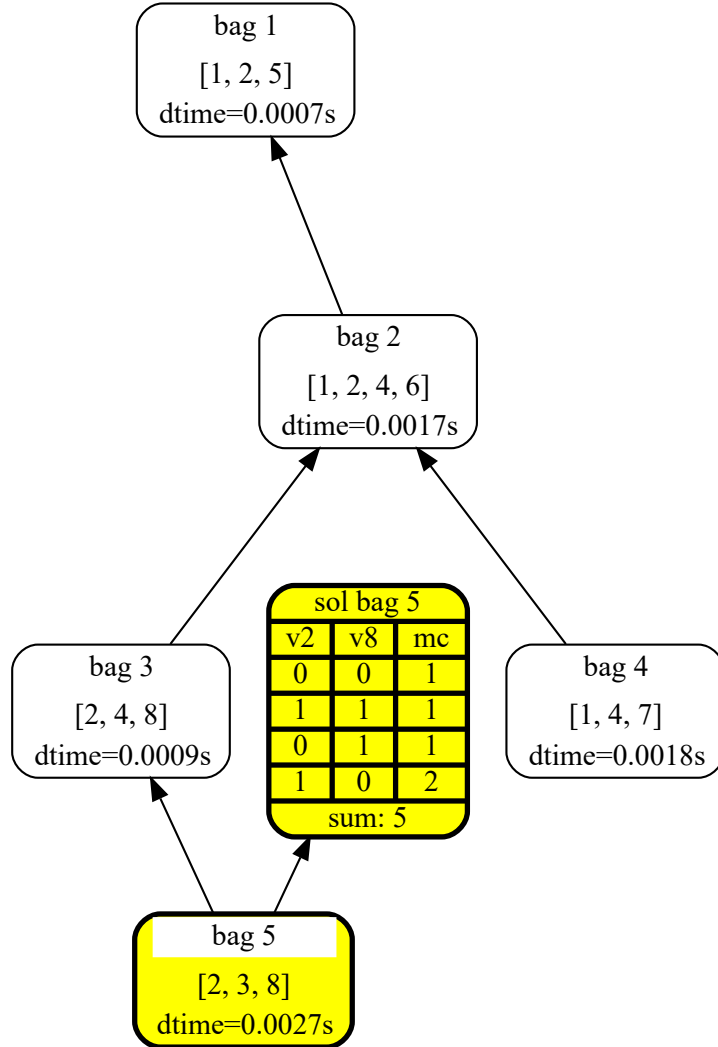 bag 1
[1, 2, 5]
dtime=0.0007s
bag 2
[1, 2, 4, 6]
dtime=0.0017s
bag 3
[2, 4, 8]
dtime=0.0009s
sol bag 5
v2 v8 mc
0 0 1
1 1 1
0 1 1
1 0 2
sum: 5
bag 4
[1, 4, 7]
dtime=0.0018s
bag 5
[2, 3, 8]
dtime=0.0027s